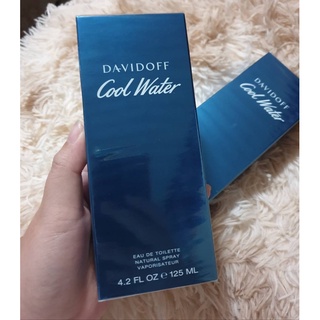 DAVIDOFF
Cool Water
EAU DE TOILETTE
NATURAL SPRAY
VAPORISATEUR
4.2 FL OZ e 125 ML
DAVIDOFF
Cool Water